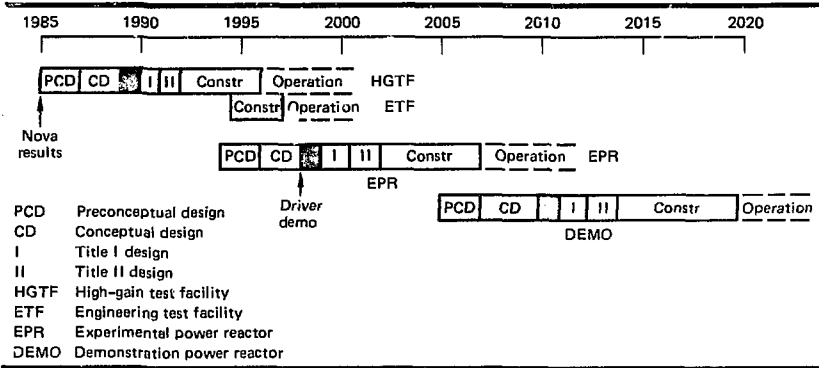 1985 1990 1995 2000 2005 2010 2015 2020
PCD CD I II Constr Operation HGTF
Constr Operation ETF
Nova
results
PCD CD I II Constr Operation EPR
EPR
Driver
demo
PCD CD I II Constr Operation
DEMO
PCD Preconceptual design
CD Conceptual design
I Title I design
II Title II design
HGTF High-gain test facility
ETF Engineering test facility
EPR Experimental power reactor
DEMO Demonstration power reactor